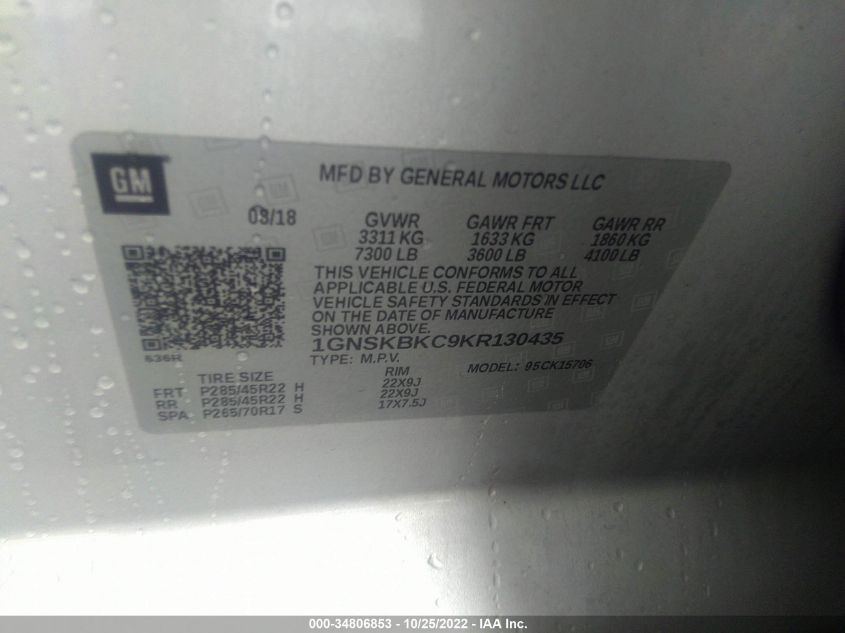 GM
MFD BY GENERAL MOTORS LLC
09/18
GVWR GAWR FRT GAWR RR
3311 KG 1633 KG 1860 KG
7300 LB 3600 LB 4100 LB
THIS VEHICLE CONFORMS TO ALL
APPLICABLE U.S. FEDERAL MOTOR
VEHICLE SAFETY STANDARDS IN EFFECT
ON THE DATE OF MANUFACTURE
SHOWN ABOVE.
1GNSKBKC9KR130435
536R
TYPE: M.P.V. MODEL: 95CK15706
TIRE SIZE RIM
FRT P285/45R22 H 22X9J
RR P285/45R22 H 22X9J
SPA P265/70R17 S 17X7.5J
000-34806853 / 10/25/2022 - IAA Inc.